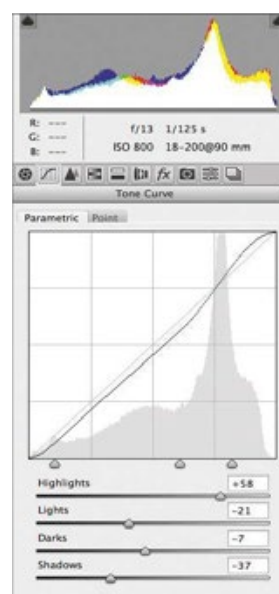 R: --- f/13 1/125 s
G: ---
B: --- ISO 800 18-200@90 mm
fx
Tone Curve
Parametric Point
Highlights +58
Lights -21
Darks -7
Shadows -37